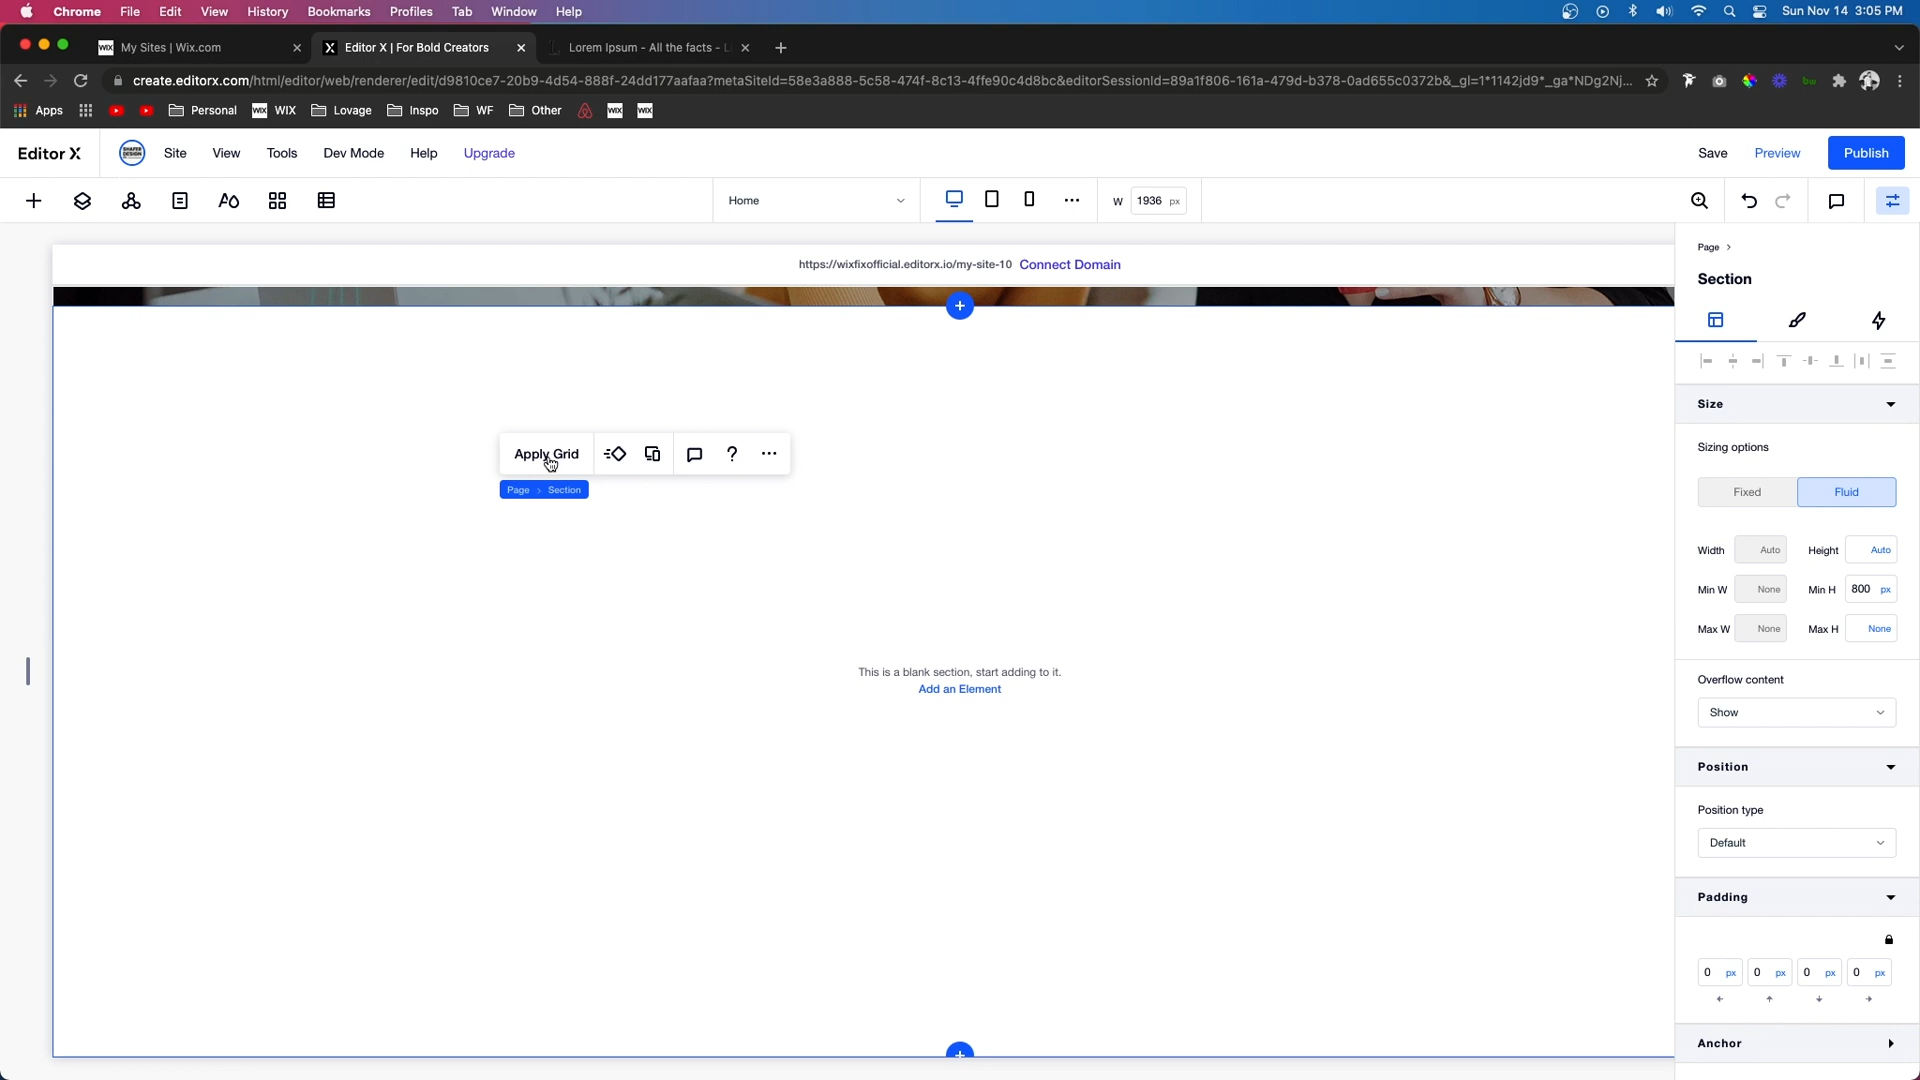 Chrome File Edit View History Bookmarks Profiles Tab Window Help
Sun Nov 14 3:05 PM
WIX My Sites | Wix.com
X Editor X | For Bold Creators
Lorem Ipsum - All the facts - L
create.editorx.com/html/editor/web/renderer/edit/d9810ce7-20b9-4d54-888f-24dd177aafaa?metaSiteId=58e3a888-5c58-474f-8c13-4ffe90c4d8bc&editorSessionId=89a1f806-161a-479d-b378-0ad655c0372b&_gl=1*1142jd9*_ga*NDg2Nj...
Apps Personal WIX WIX Lovage Inspo WF Other WIX WIX
Editor X Site View Tools Dev Mode Help Upgrade Save Preview Publish
Home W 1936 px
https://wixfixofficial.editorx.io/my-site-10 Connect Domain
Apply Grid ?
Page > Section
This is a blank section, start adding to it.
Add an Element
Page >
Section
Size
Sizing options
Fixed Fluid
Width Auto Height Auto
Min W None Min H 800 px
Max W None Max H None
Overflow content
Show
Position
Position type
Default
Padding
0 px 0 px 0 px 0 px
Anchor